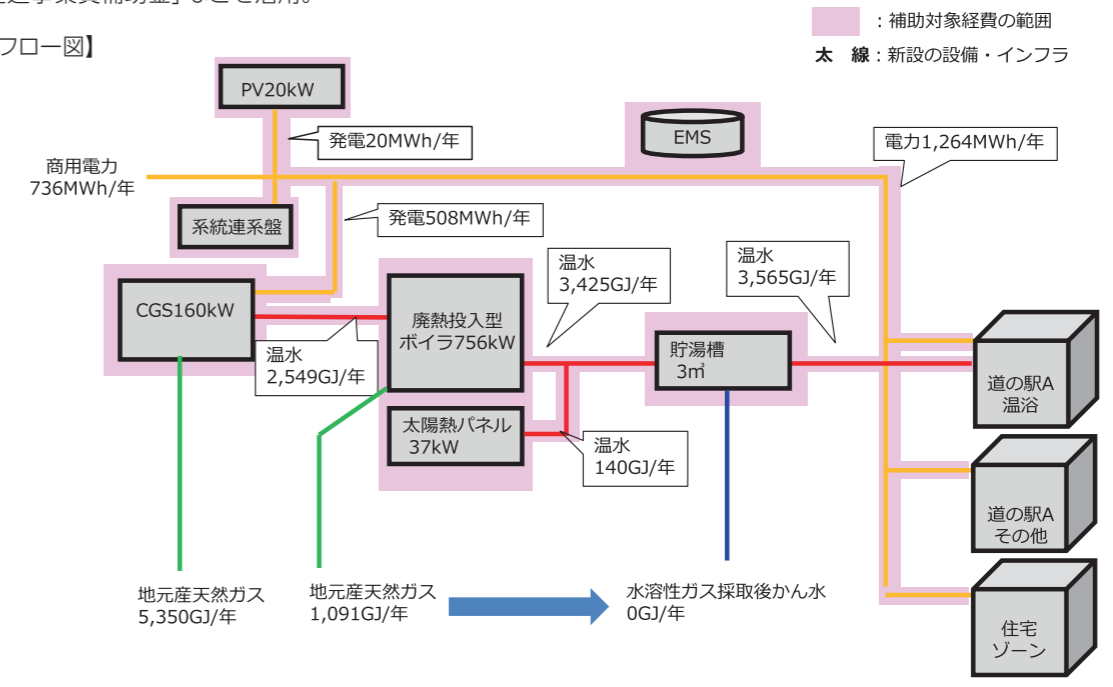 フロー図】
：補助対象経費の範囲
太　線：新設の設備・インフラ
PV20kW
発電20MWh/年
EMS
電力1,264MWh/年
商用電力
736MWh/年
系統連系盤
発電508MWh/年
温水
3,425GJ/年
温水
3,565GJ/年
CGS160kW
廃熱投入型
ボイラ756kW
貯湯槽
3㎥
温水
2,549GJ/年
道の駅A
温浴
太陽熱パネル
37kW
温水
140GJ/年
道の駅A
その他
地元産天然ガス
5,350GJ/年
地元産天然ガス
1,091GJ/年
水溶性ガス採取後かん水
0GJ/年
住宅
ゾーン